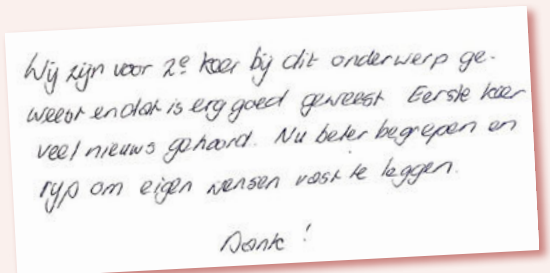 Wij zijn voor 2e keer bij dit onderwerp ge-
weest en dat is erg goed geweest Eerste keer
veel nieuws gehoord. Nu beter begrepen en
rijp om eigen wensen vast te leggen.
Dank!